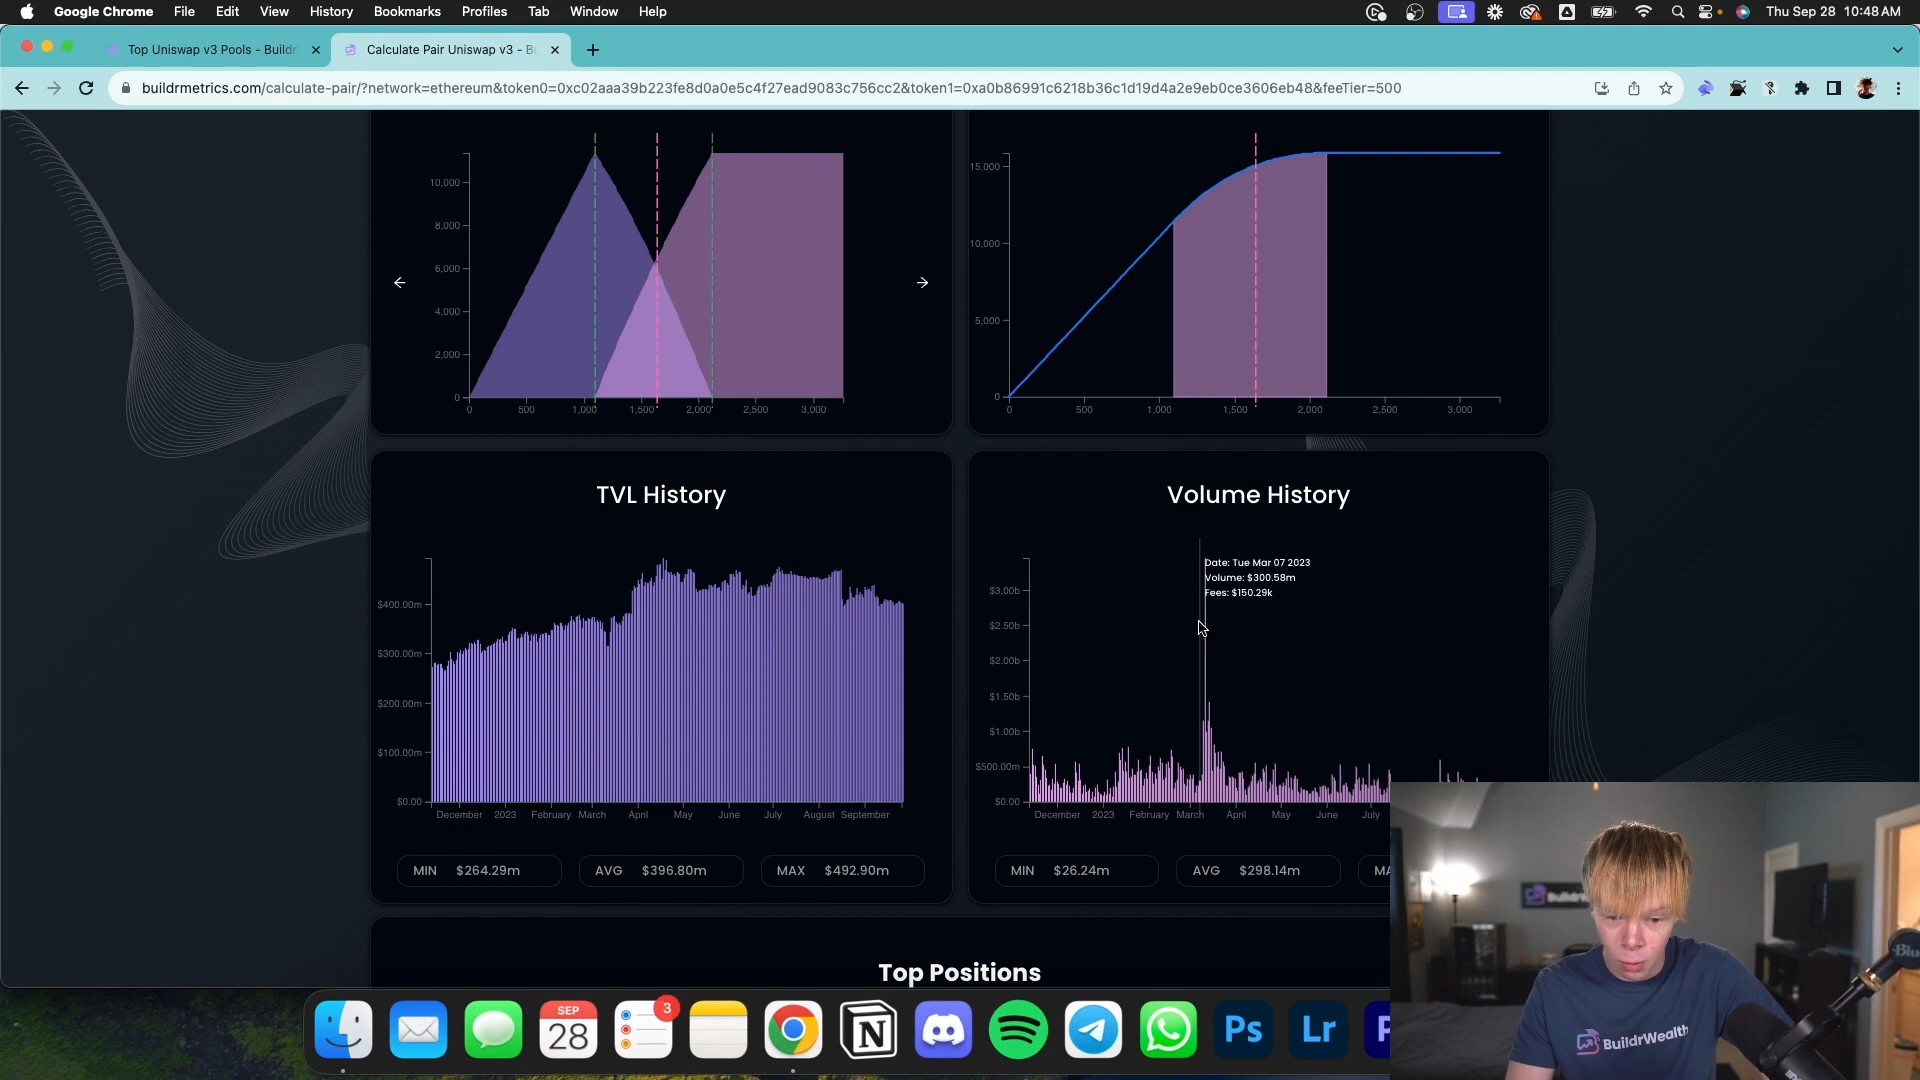 Google Chrome File Edit View History Bookmarks Profiles Tab Window Help Thu Sep 28 10:48 AM
Top Uniswap v3 Pools - Buildr
Calculate Pair Uniswap v3 - Bu
buildrmetrics.com/calculate-pair/?network=ethereum&token0=0xc02aaa39b223fe8d0a0e5c4f27ead9083c756cc2&token1=0xa0b86991c6218b36c1d19d4a2e9eb0ce3606eb48&feeTier=500
10,000
8,000
6,000
4,000
2,000
0
0 500 1,000 1,500 2,000 2,500 3,000
15,000
10,000
5,000
0
0 500 1,000 1,500 2,000 2,500 3,000
TVL History
$400.00m
$300.00m
$200.00m
$100.00m
$0.00
December 2023 February March April May June July August September
MIN $264.29m AVG $396.80m MAX $492.90m
Volume History
Date: Tue Mar 07 2023
Volume: $300.58m
Fees: $150.29k
$3.00b
$2.50b
$2.00b
$1.50b
$1.00b
$500.00m
$0.00
December 2023 February March April May June July
MIN $26.24m AVG $298.14m
Top Positions
SEP
28
3
N
Ps
Lr
BuildrWealth
Blu